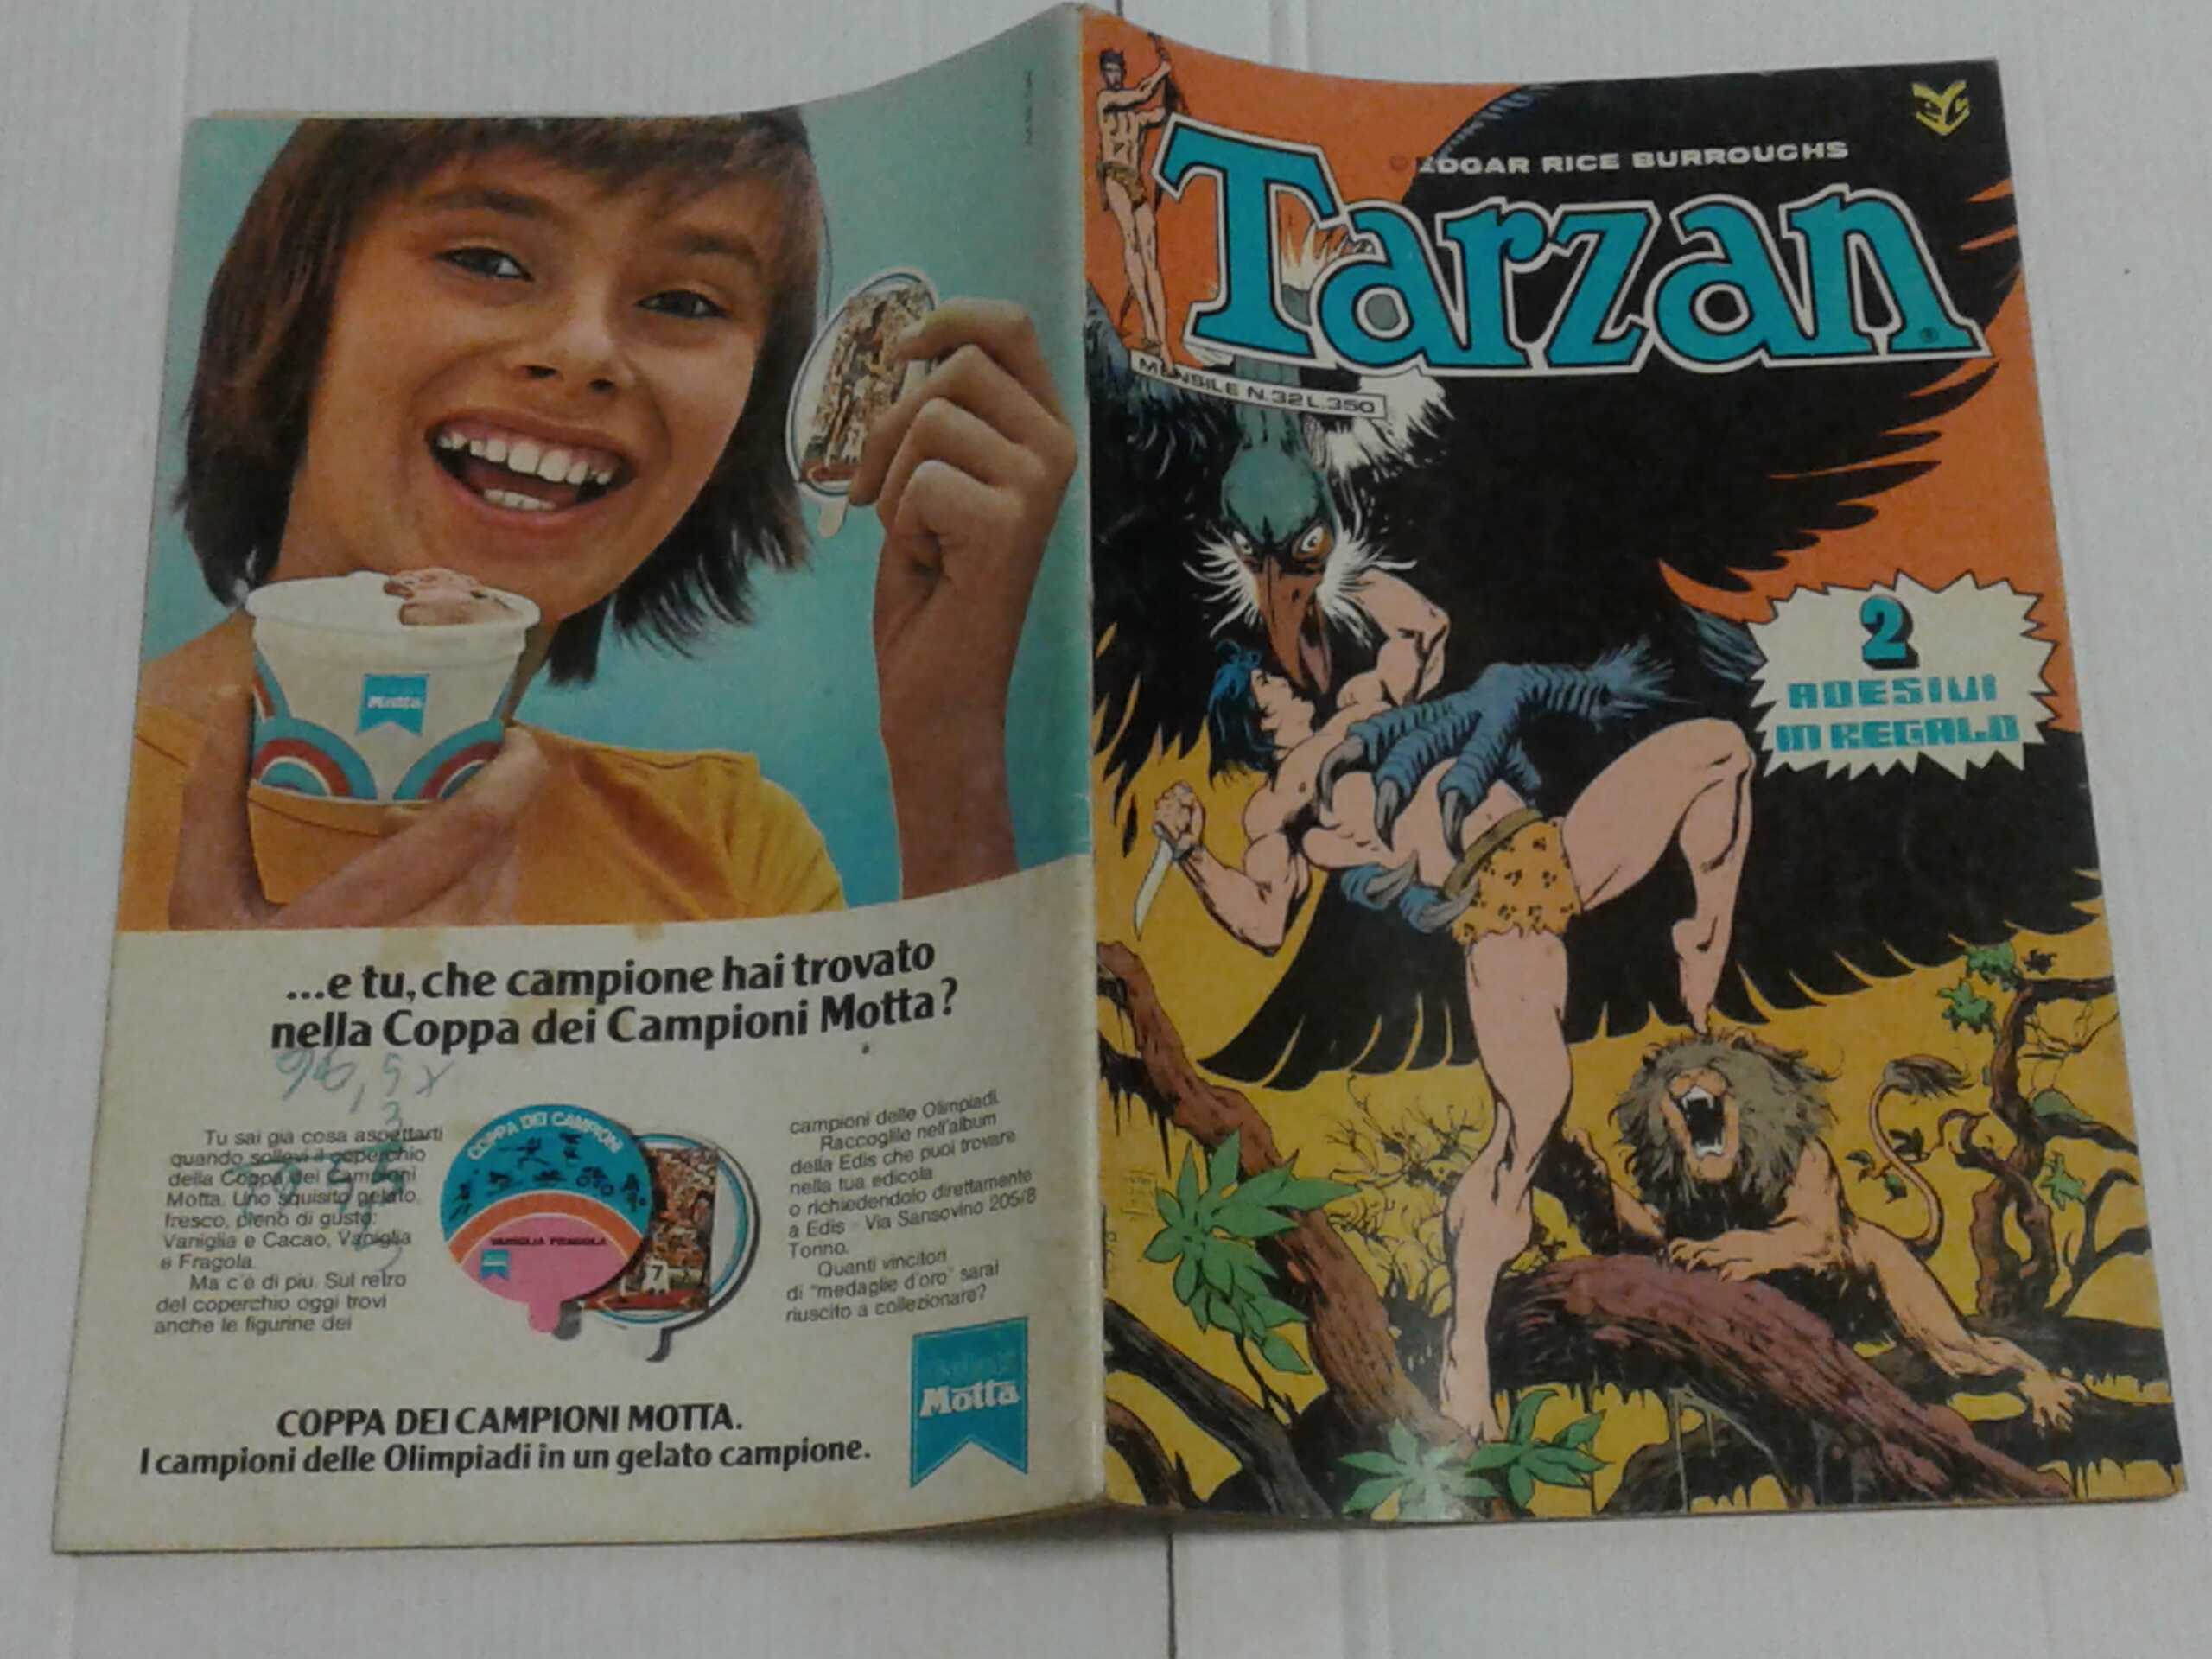 ...e tu, che campione hai trovato
nella Coppa dei Campioni Motta?
Tu sai già cosa aspettarti
quando sollevi il coperchio
della Coppa dei Campioni
Motta. Uno squisito gelato
fresco, pieno di gusto:
Vaniglia e Cacao, Vaniglia
e Fragola.
Ma c'è di più. Sul retro
del coperchio oggi trovi
anche le figurine dei
campioni delle Olimpiadi.
Raccoglile nell'album
della Edis che puoi trovare
nella tua edicola
o richiedendolo direttamente
a Edis - Via Sansovino 205/8
Torino.
Quanti vincitori
di "medaglie d'oro" sarai
riuscito a collezionare?
COPPA DEI CAMPIONI
VANIGLIA FRAGOLA
7
Motta
Motta
COPPA DEI CAMPIONI MOTTA.
I campioni delle Olimpiadi in un gelato campione.
EDGAR RICE BURROUGHS
Tarzan®
MENSILE N.32 L.350
2
ADESIVI
IN REGALO